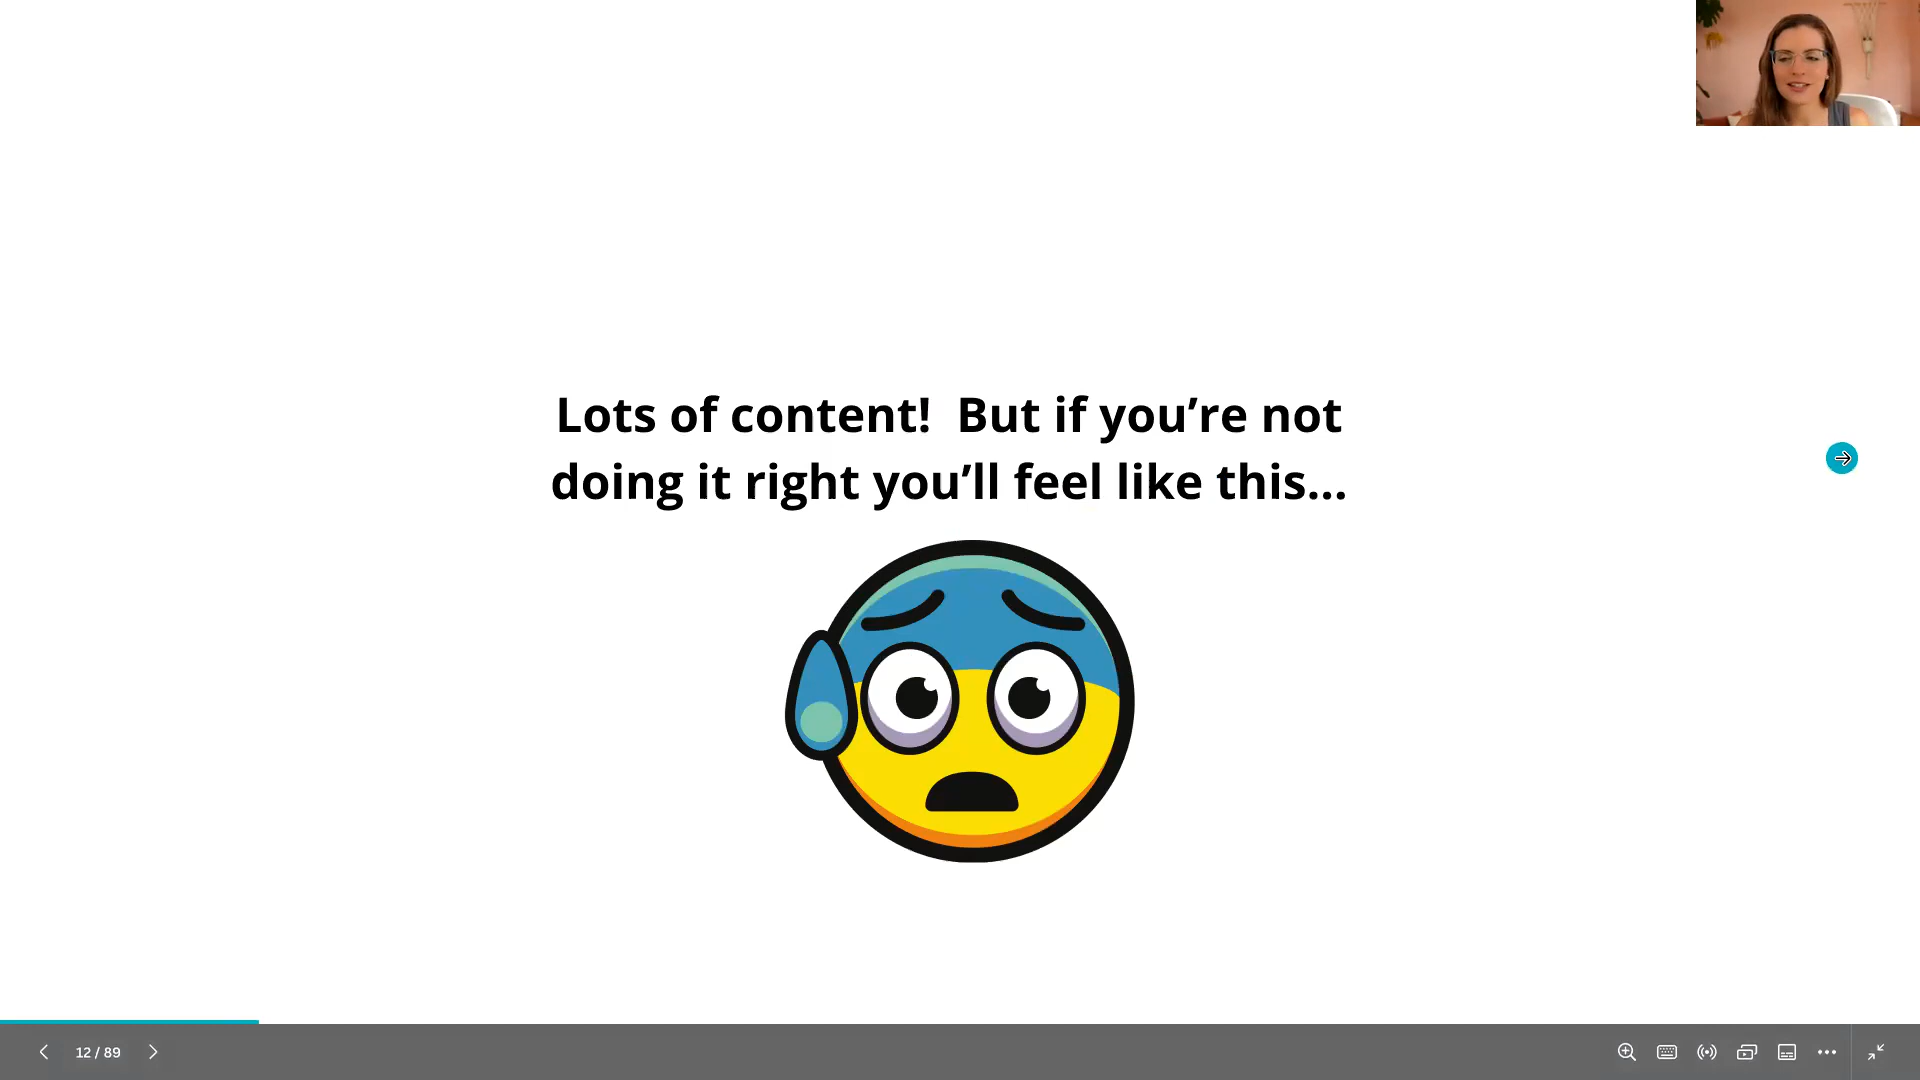 Lots of content!  But if you’re not
doing it right you’ll feel like this...
12 / 89